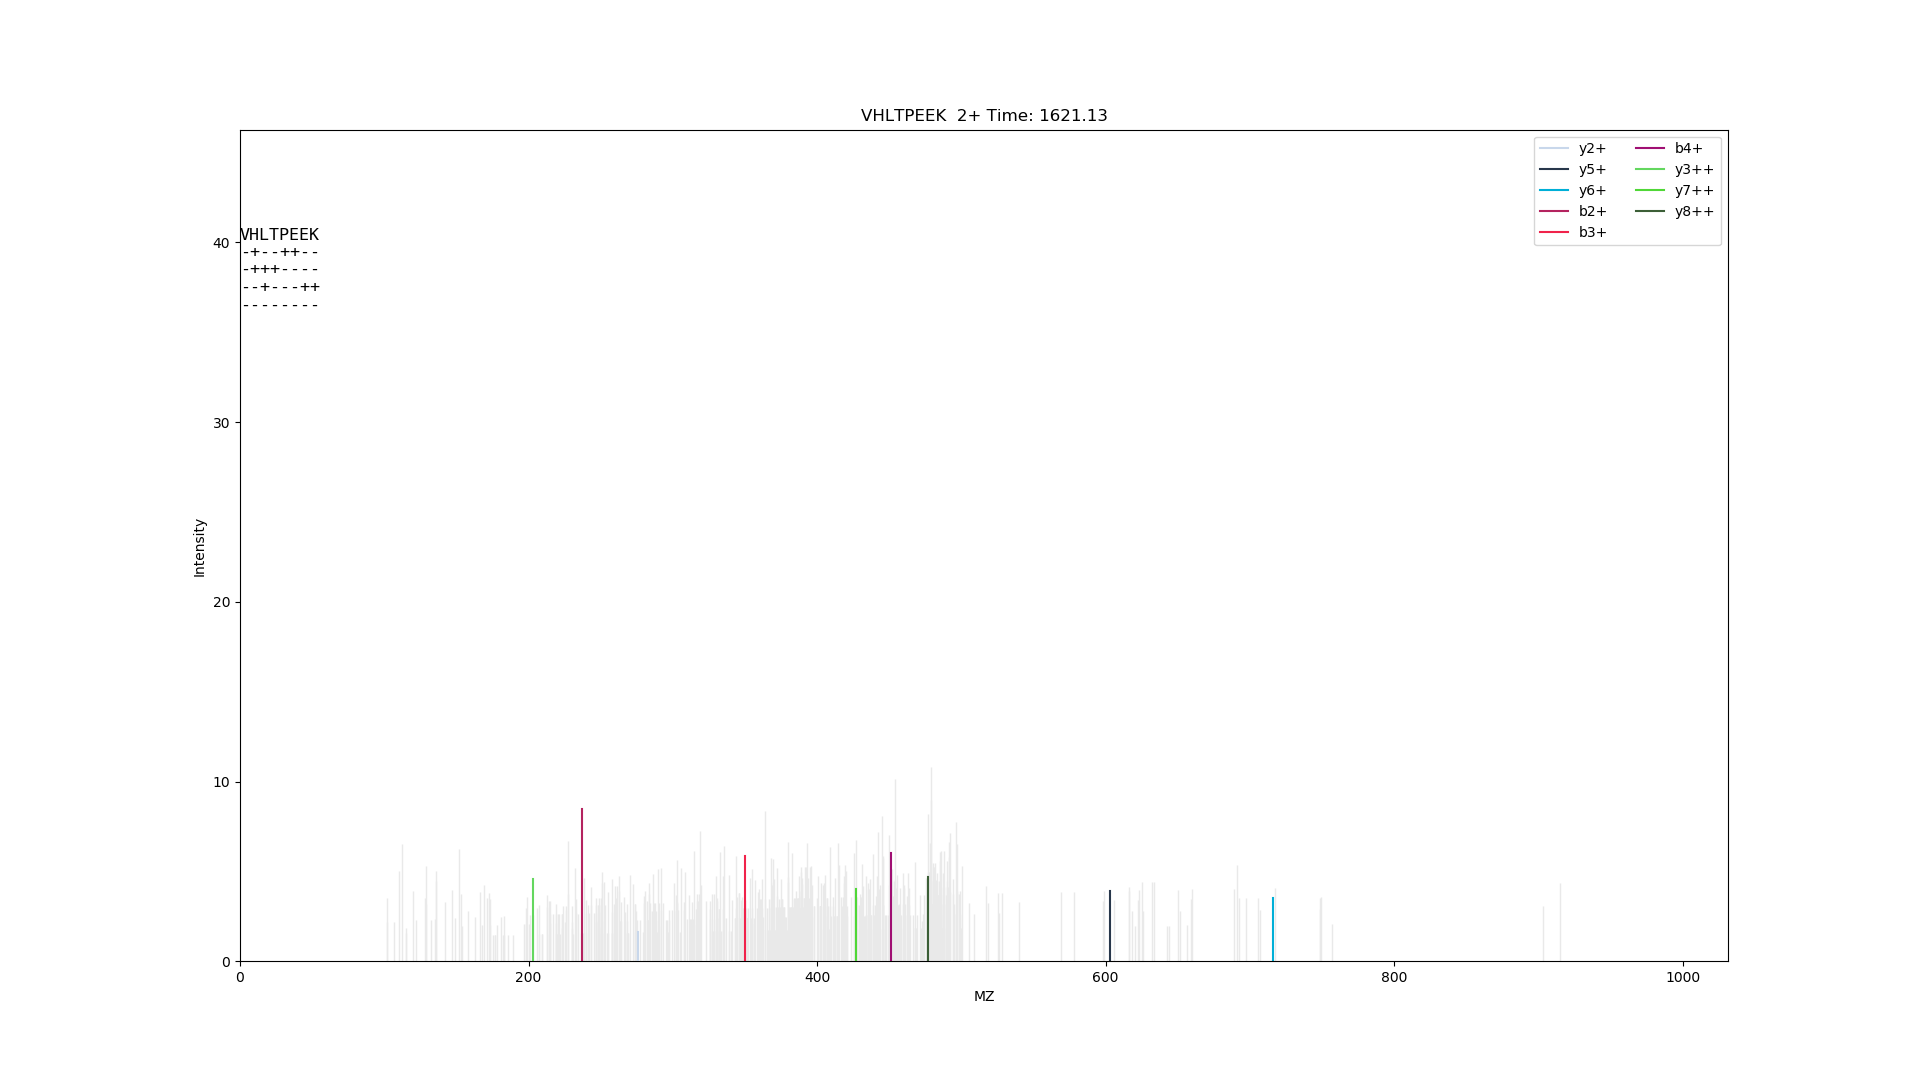 VHLTPEEK  2+ Time: 1621.13
y2+
y5+
y6+
b2+
b3+
b4+
y3++
y7++
y8++
VHLTPEEK
-+--++--
-+++----
--+---++
--------
40
30
20
10
0
Intensity
0 200 400 600 800 1000
MZ